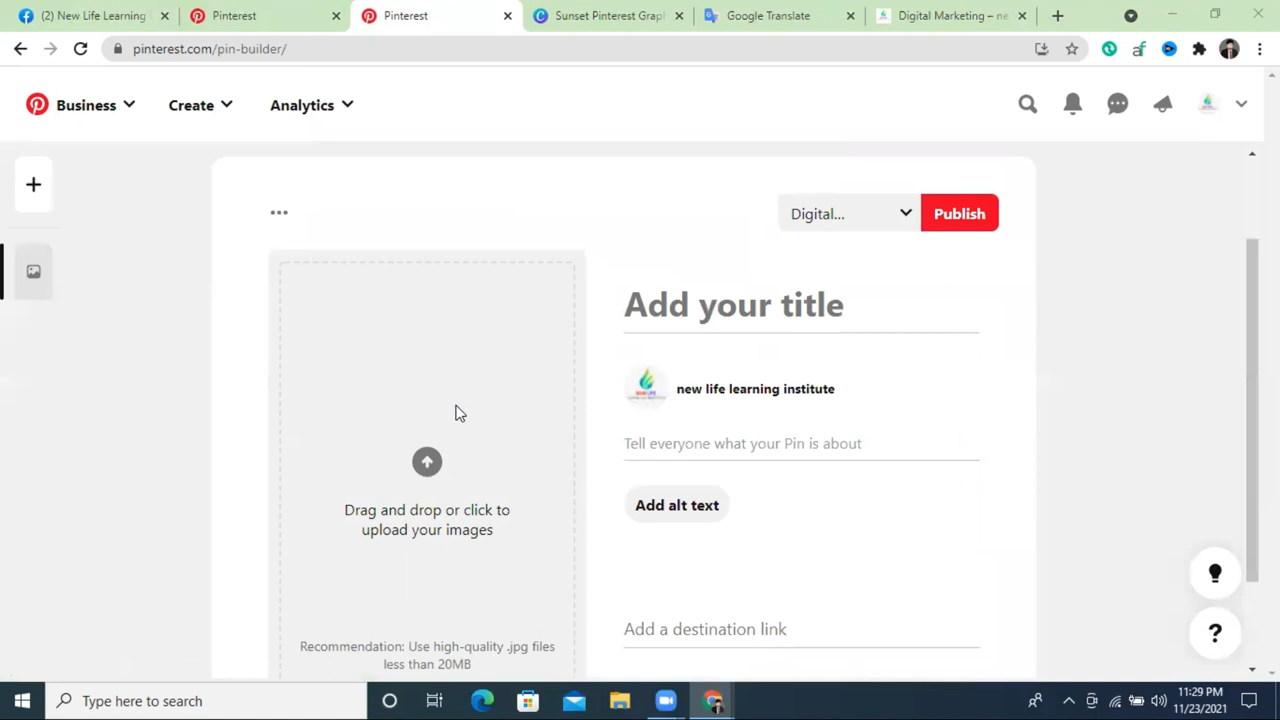 (2) New Life Learning
Pinterest
Pinterest
Sunset Pinterest Grap
Google Translate
Digital Marketing – ne
pinterest.com/pin-builder/
Business
Create
Analytics
Digital...
Publish
Add your title
new life learning institute
Tell everyone what your Pin is about
Add alt text
Drag and drop or click to
upload your images
Add a destination link
Recommendation: Use high-quality .jpg files
less than 20MB
Type here to search
11:29 PM
11/23/2021